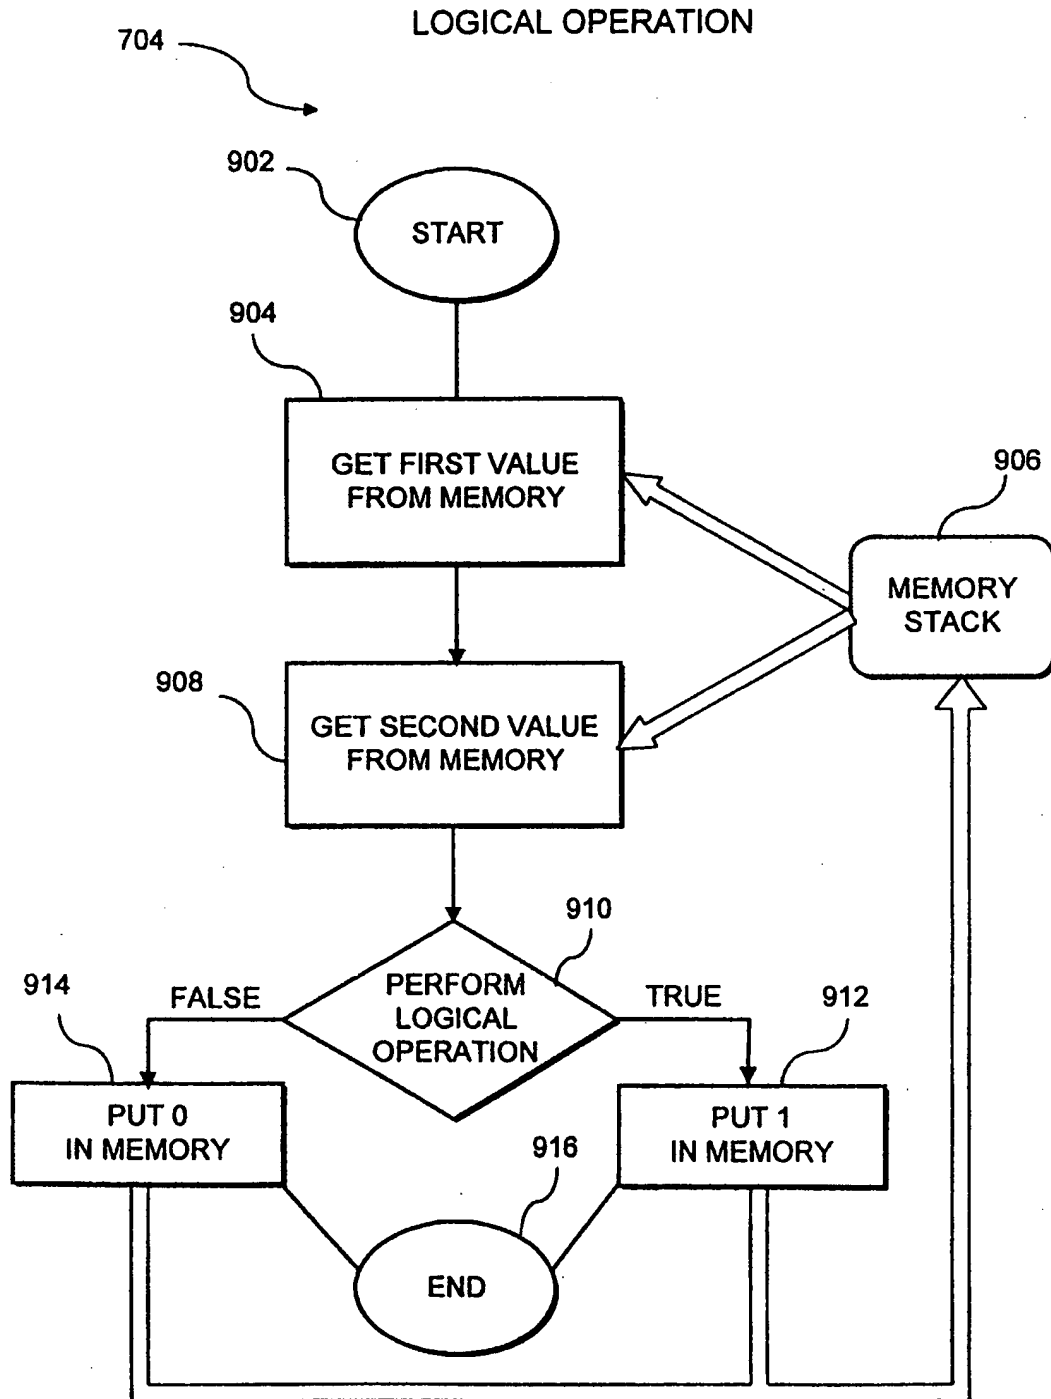 LOGICAL OPERATION
704
902
START
904
GET FIRST VALUE
FROM MEMORY
906
MEMORY
STACK
908
GET SECOND VALUE
FROM MEMORY
910
PERFORM
LOGICAL
OPERATION
FALSE
TRUE
914
912
PUT 0
IN MEMORY
PUT 1
IN MEMORY
916
END